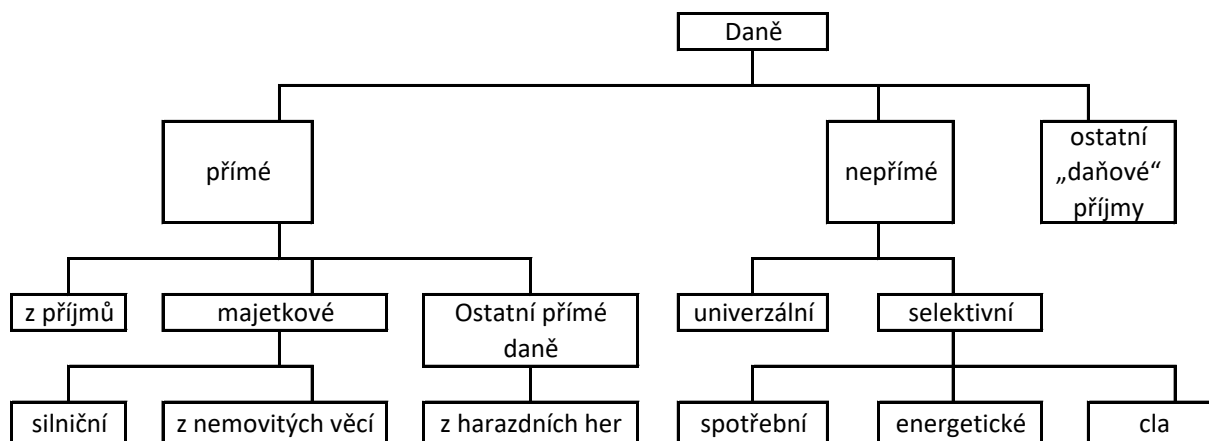 Daně
přímé
nepřímé
ostatní
„daňové“
příjmy
z příjmů
majetkové
Ostatní přímé
daně
univerzální
selektivní
silniční
z nemovitých věcí
z harazdních her
spotřební
energetické
cla